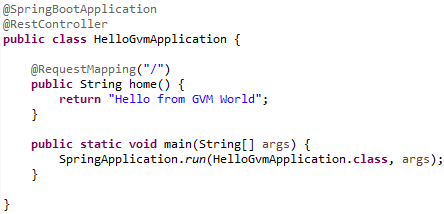 @SpringBootApplication
@RestController
public class HelloGvmApplication {
@RequestMapping("/")
public String home() {
return "Hello from GVM World";
}
public static void main(String[] args) {
SpringApplication.run(HelloGvmApplication.class, args);
}
}